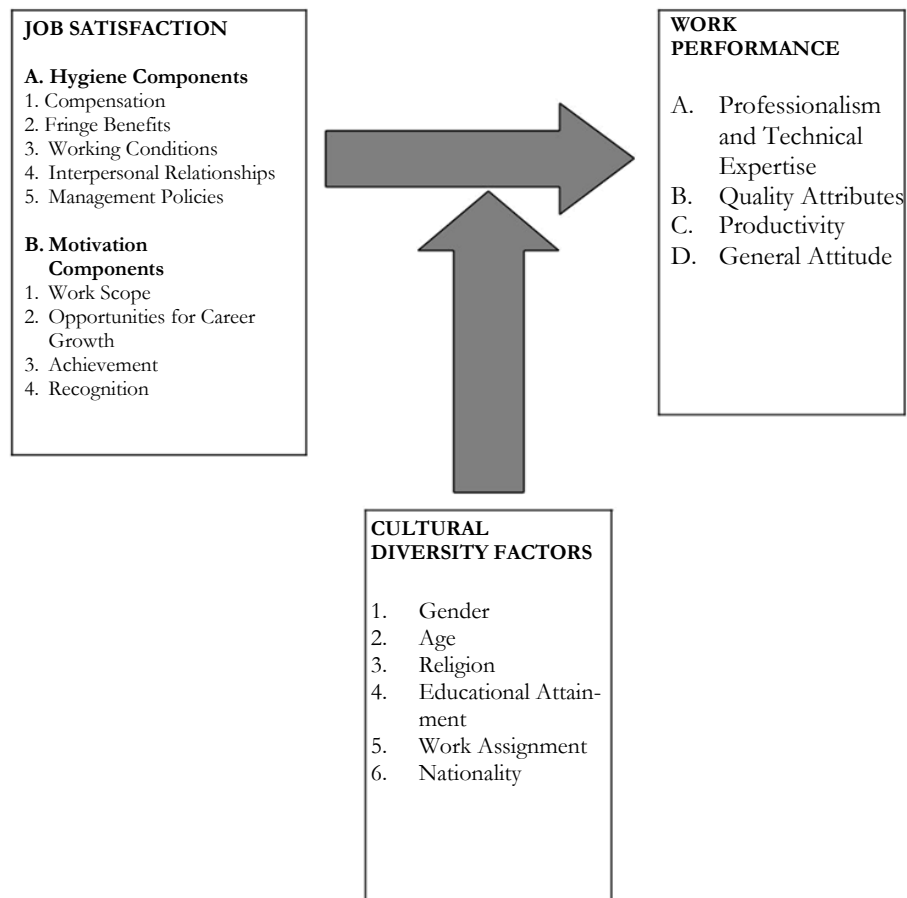 JOB SATISFACTION
A. Hygiene Components
1. Compensation
2. Fringe Benefits
3. Working Conditions
4. Interpersonal Relationships
5. Management Policies
B. Motivation
Components
1. Work Scope
2. Opportunities for Career
Growth
3. Achievement
4. Recognition
WORK
PERFORMANCE
A. Professionalism
and Technical
Expertise
B. Quality Attributes
C. Productivity
D. General Attitude
CULTURAL
DIVERSITY FACTORS
1. Gender
2. Age
3. Religion
4. Educational Attain-
ment
5. Work Assignment
6. Nationality